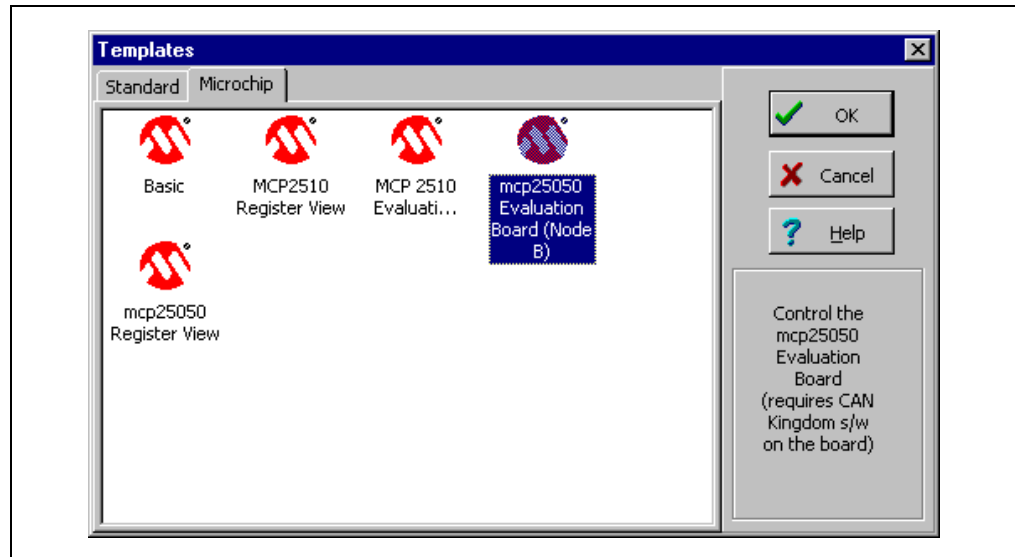 Templates
Standard
Microchip
Basic
MCP2510
Register View
MCP 2510
Evaluati...
mcp25050
Evaluation
Board (Node
B)
mcp25050
Register View
OK
Cancel
Help
Control the
mcp25050
Evaluation
Board
(requires CAN
Kingdom s/w
on the board)